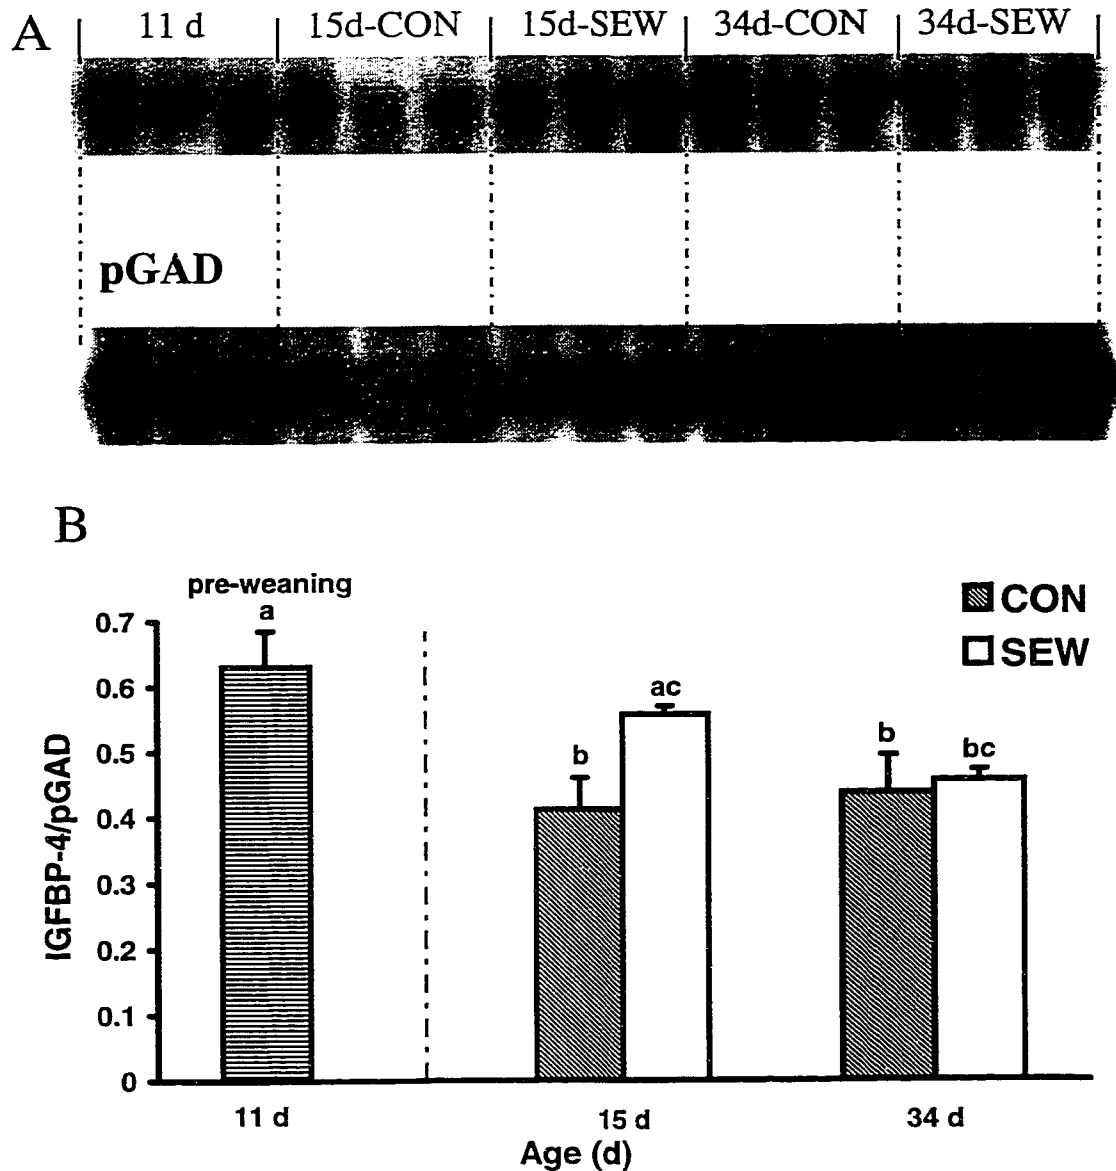 A
11 d 15d-CON 15d-SEW 34d-CON 34d-SEW
pGAD
B
pre-weaning
a
CON
SEW
0.7
0.6
0.5
0.4
0.3
0.2
0.1
0
IGFBP-4/pGAD
b
ac
b
bc
11 d 15 d 34 d
Age (d)